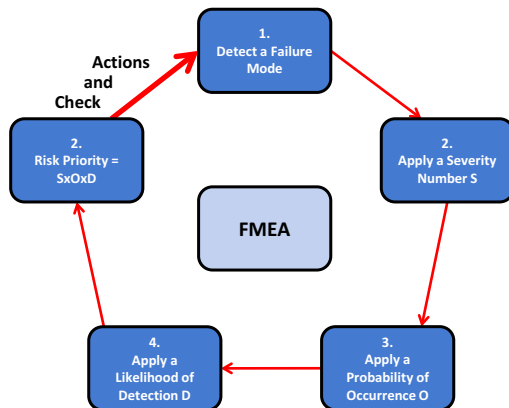 1.
Detect a Failure
Mode
Actions
and
Check
2.
Apply a Severity
Number S
2.
Risk Priority =
SxOxD
FMEA
3.
Apply a
Probability of
Occurrence O
4.
Apply a
Likelihood of
Detection D